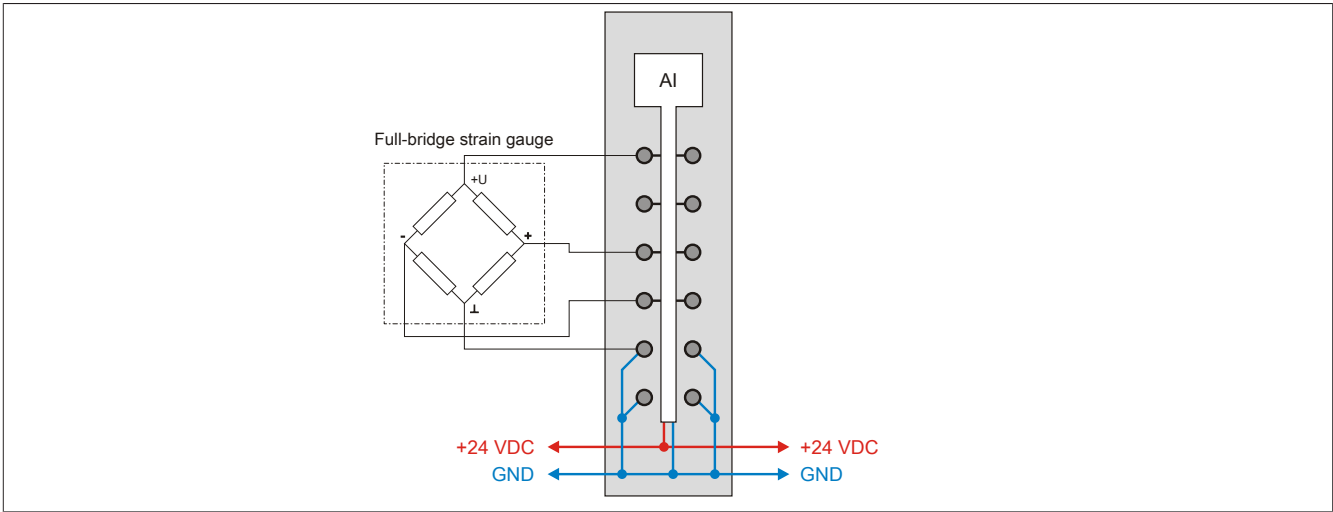 AI
Full-bridge strain gauge
+U
- +
⊥
+24 VDC +24 VDC
GND GND